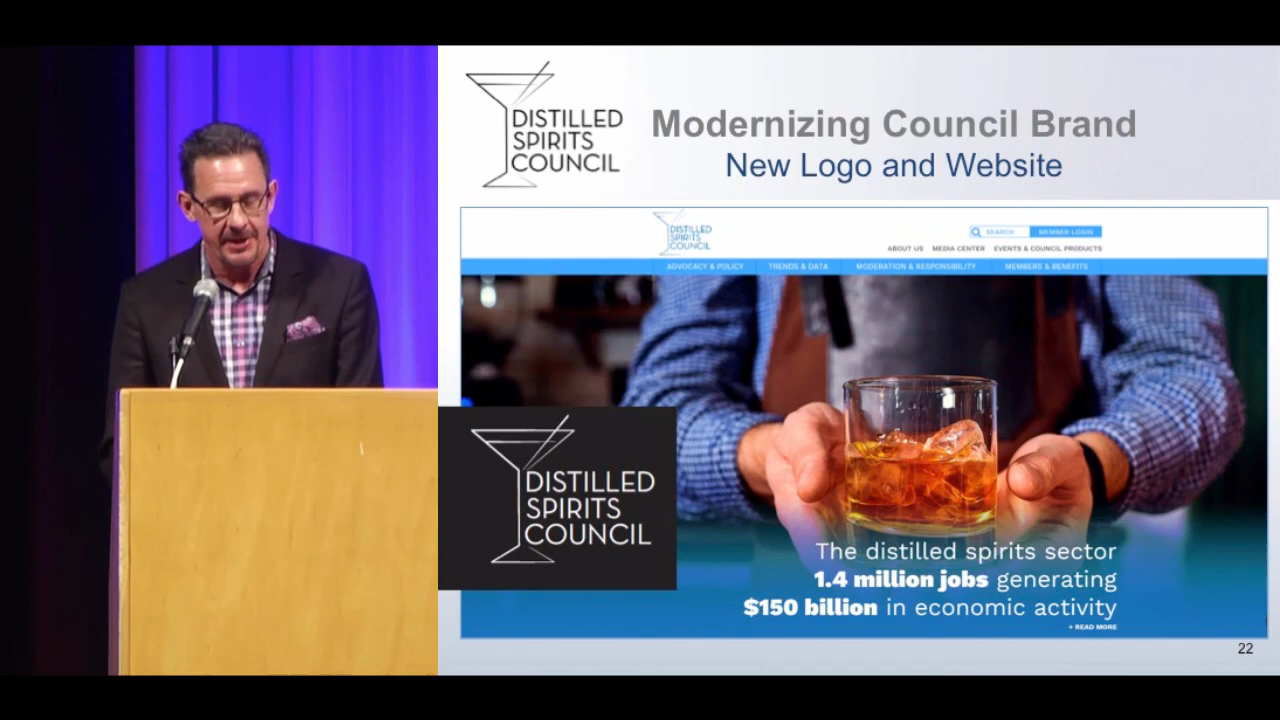 DISTILLED
SPIRITS
COUNCIL
Modernizing Council Brand
New Logo and Website
DISTILLED
SPIRITS
COUNCIL
SEARCH
MEMBER LOGIN
ABOUT US MEDIA CENTER EVENTS & COUNCIL PRODUCTS
ADVOCACY & POLICY TRENDS & DATA MODERATION & RESPONSIBILITY MEMBERS & BENEFITS
DISTILLED
SPIRITS
COUNCIL
The distilled spirits sector
1.4 million jobs generating
$150 billion in economic activity
+ READ MORE
22